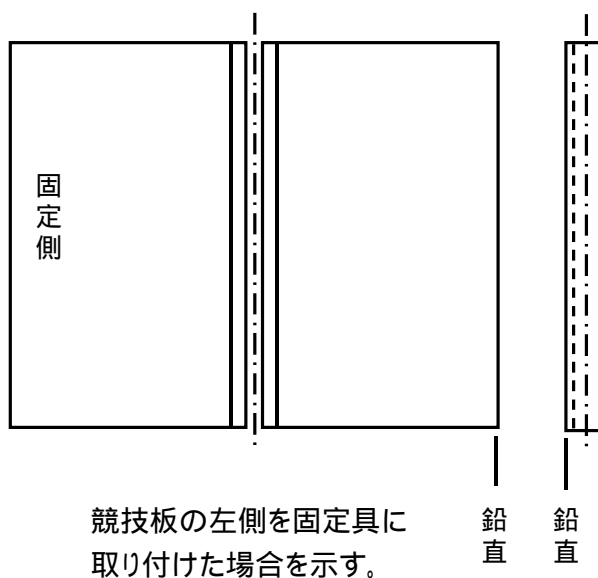 固定側
競技板の左側を固定具に
取り付けた場合を示す。
鉛直
鉛直